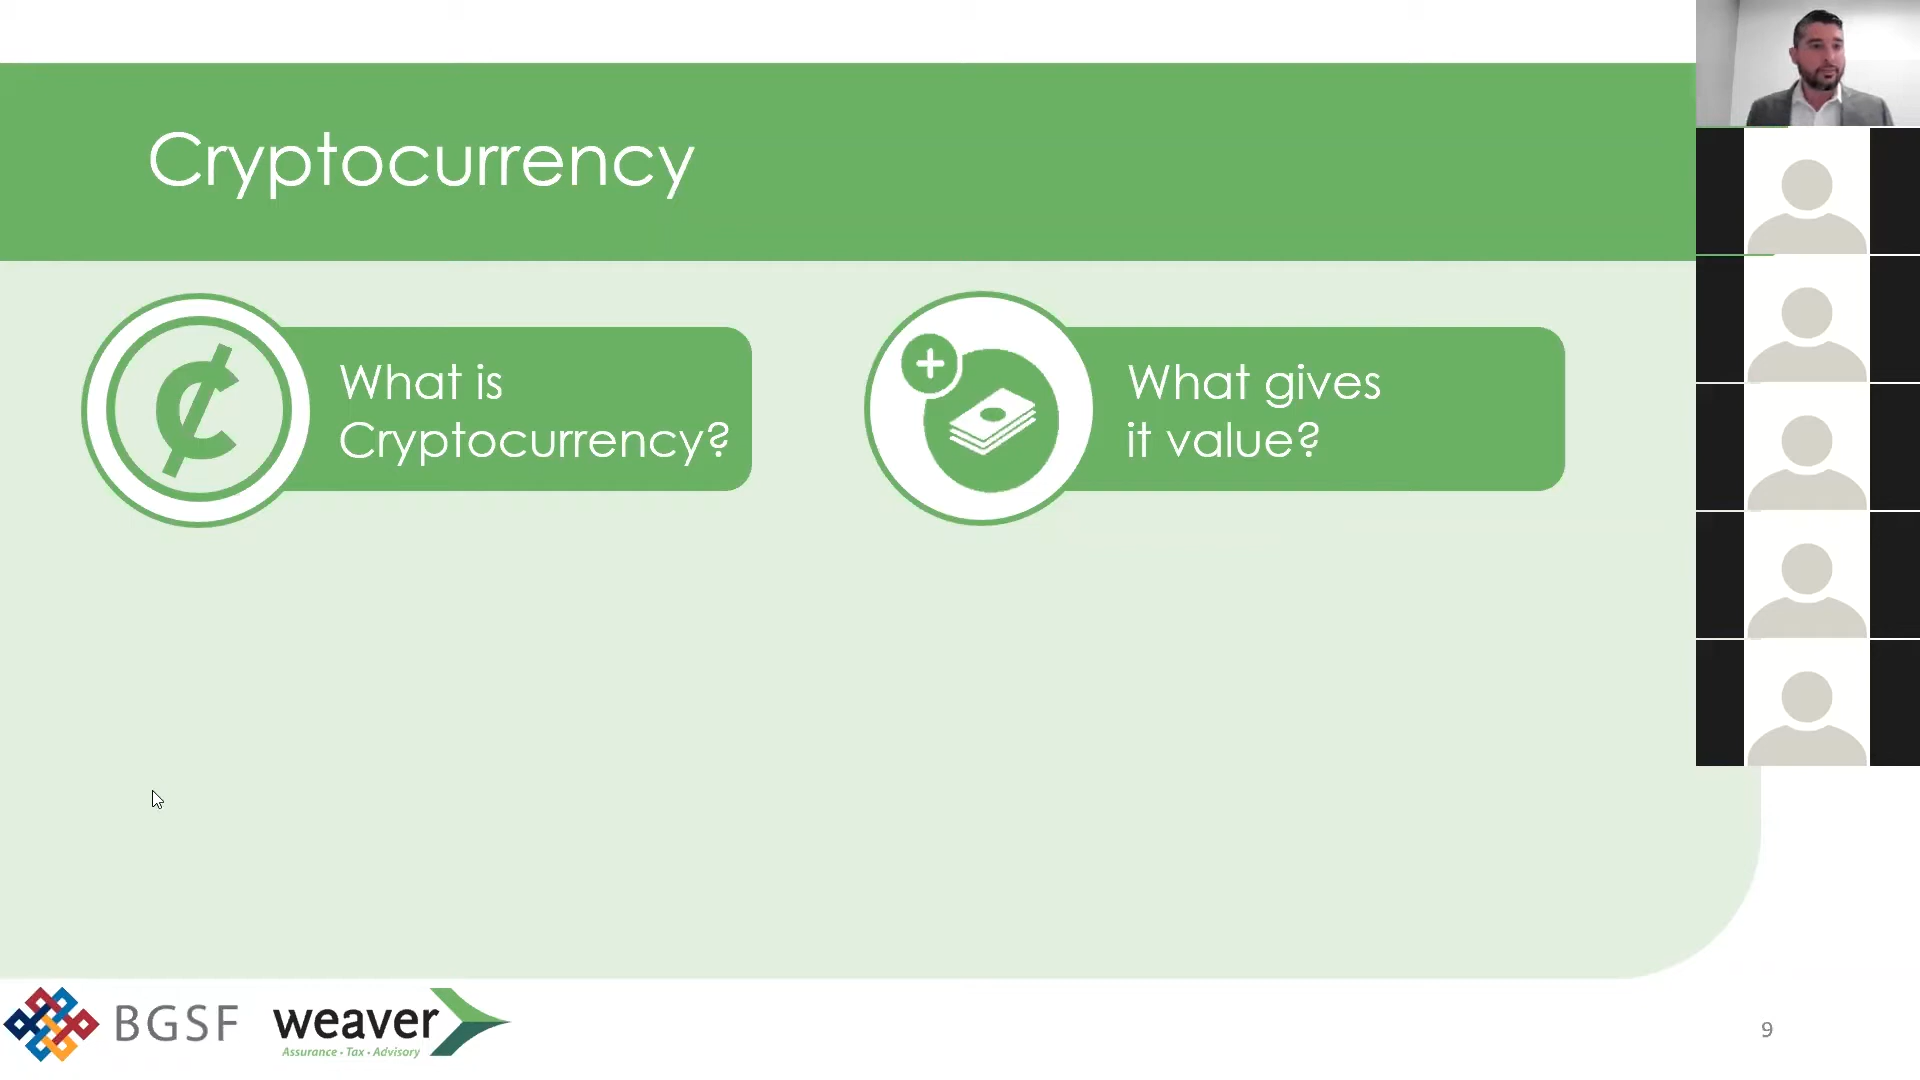 Cryptocurrency
What is
Cryptocurrency?
What gives
it value?
BGSF
weaver
Assurance • Tax • Advisory
9